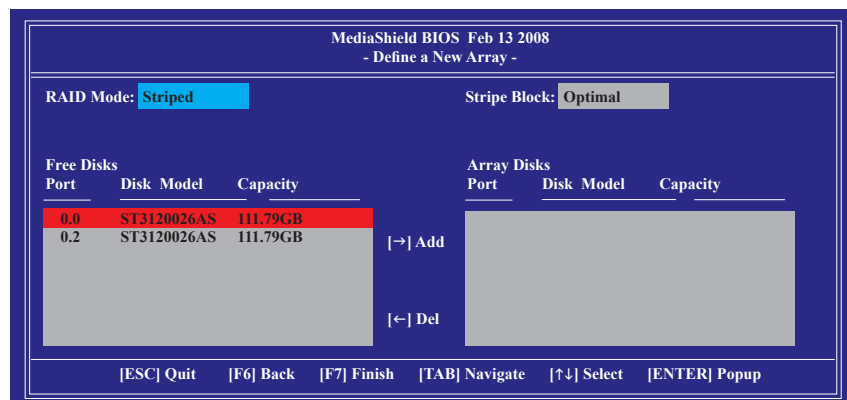 MediaShield BIOS  Feb 13 2008
- Define a New Array -
RAID Mode: Striped    Stripe Block: Optimal
Free Disks    Array Disks
Port    Disk Model    Capacity    Port    Disk Model    Capacity
0.0    ST3120026AS    111.79GB
0.2    ST3120026AS    111.79GB
[→] Add
[←] Del
[ESC] Quit    [F6] Back    [F7] Finish    [TAB] Navigate    [↑↓] Select    [ENTER] Popup